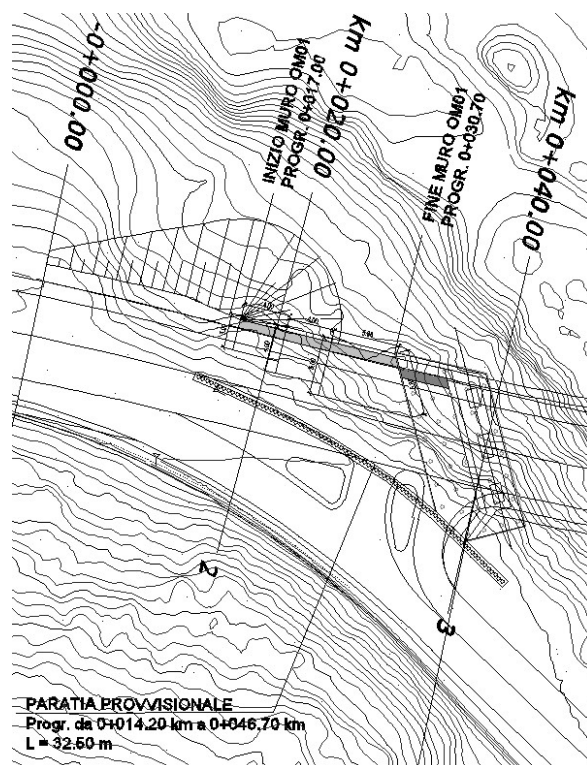 -0+000.00
INIZIO MURO OM01
PROGR. 0+017.00
km 0+020.00
FINE MURO OM01
PROGR. 0+030.70
km 0+040.00
2
3
PARATIA PROVVISIONALE
Progr. da 0+014.20 km a 0+046.70 km
L = 32.50 m